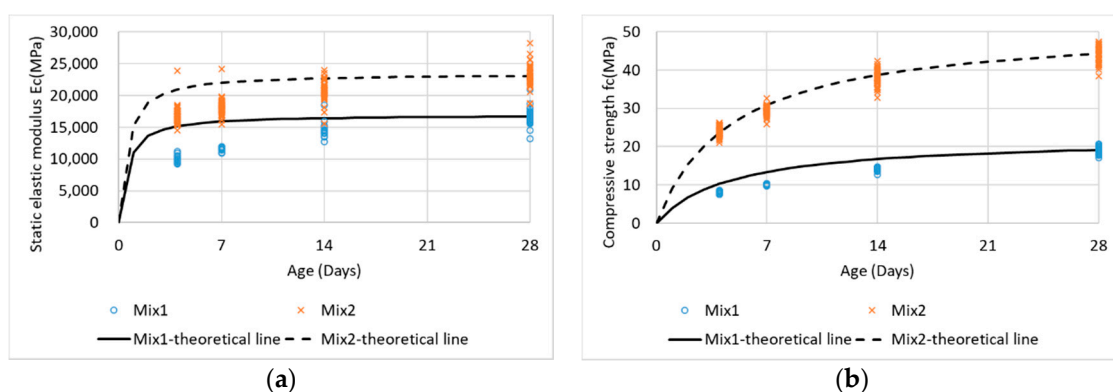 Static elastic modulus Ec(MPa)
30,000
25,000
20,000
15,000
10,000
5,000
0
0 7 14 21 28
Age (Days)
Mix1 Mix2
Mix1-theoretical line Mix2-theoretical line
(a)
Compressive strength fc(MPa)
50
40
30
20
10
0
0 7 14 21 28
Age (Days)
Mix1 Mix2
Mix1-theoretical line Mix2-theoretical line
(b)